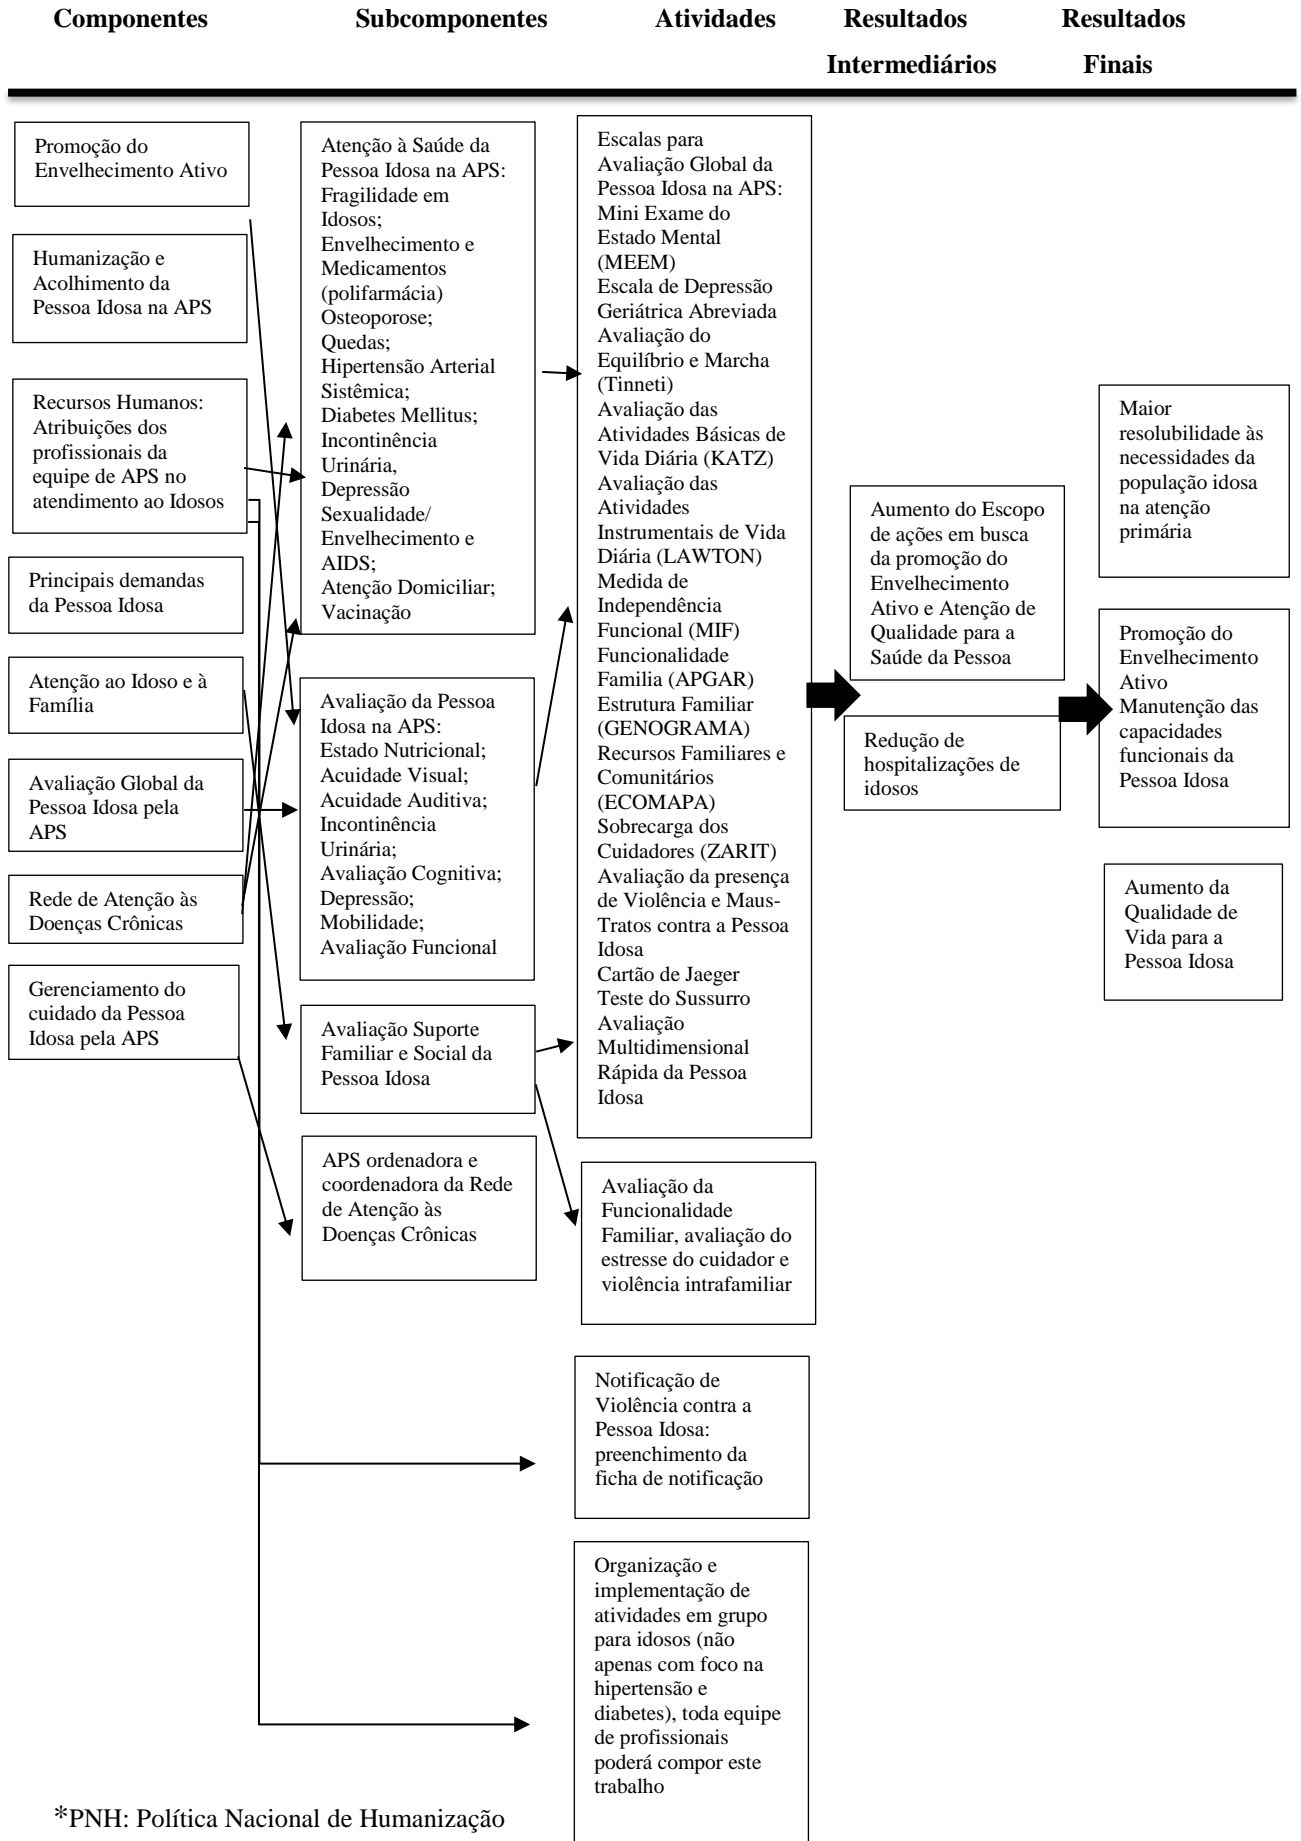 Componentes
Subcomponentes
Atividades
Resultados
Intermediários
Resultados
Finais
Promoção do
Envelhecimento Ativo
Humanização e
Acolhimento da
Pessoa Idosa na APS
Recursos Humanos:
Atribuições dos
profissionais da
equipe de APS no
atendimento ao Idosos
Principais demandas
da Pessoa Idosa
Atenção ao Idoso e à
Família
Avaliação Global da
Pessoa Idosa pela
APS
Rede de Atenção às
Doenças Crônicas
Gerenciamento do
cuidado da Pessoa
Idosa pela APS
Atenção à Saúde da
Pessoa Idosa na APS:
Fragilidade em
Idosos;
Envelhecimento e
Medicamentos
(polifarmácia)
Osteoporose;
Quedas;
Hipertensão Arterial
Sistêmica;
Diabetes Mellitus;
Incontinência
Urinária,
Depressão
Sexualidade/
Envelhecimento e
AIDS;
Atenção Domiciliar;
Vacinação
Avaliação da Pessoa
Idosa na APS:
Estado Nutricional;
Acuidade Visual;
Acuidade Auditiva;
Incontinência
Urinária;
Avaliação Cognitiva;
Depressão;
Mobilidade;
Avaliação Funcional
Avaliação Suporte
Familiar e Social da
Pessoa Idosa
APS ordenadora e
coordenadora da Rede
de Atenção às
Doenças Crônicas
Escalas para
Avaliação Global da
Pessoa Idosa na APS:
Mini Exame do
Estado Mental
(MEEM)
Escala de Depressão
Geriátrica Abreviada
Avaliação do
Equilíbrio e Marcha
(Tinneti)
Avaliação das
Atividades Básicas de
Vida Diária (KATZ)
Avaliação das
Atividades
Instrumentais de Vida
Diária (LAWTON)
Medida de
Independência
Funcional (MIF)
Funcionalidade
Familia (APGAR)
Estrutura Familiar
(GENOGRAMA)
Recursos Familiares e
Comunitários
(ECOMAPA)
Sobrecarga dos
Cuidadores (ZARIT)
Avaliação da presença
de Violência e Maus-
Tratos contra a Pessoa
Idosa
Cartão de Jaeger
Teste do Sussurro
Avaliação
Multidimensional
Rápida da Pessoa
Idosa
Avaliação da
Funcionalidade
Familiar, avaliação do
estresse do cuidador e
violência intrafamiliar
Notificação de
Violência contra a
Pessoa Idosa:
preenchimento da
ficha de notificação
Organização e
implementação de
atividades em grupo
para idosos (não
apenas com foco na
hipertensão e
diabetes), toda equipe
de profissionais
poderá compor este
trabalho
Aumento do Escopo
de ações em busca
da promoção do
Envelhecimento
Ativo e Atenção de
Qualidade para a
Saúde da Pessoa
Redução de
hospitalizações de
idosos
Maior
resolubilidade às
necessidades da
população idosa
na atenção
primária
Promoção do
Envelhecimento
Ativo
Manutenção das
capacidades
funcionais da
Pessoa Idosa
Aumento da
Qualidade de
Vida para a
Pessoa Idosa
*PNH: Política Nacional de Humanização